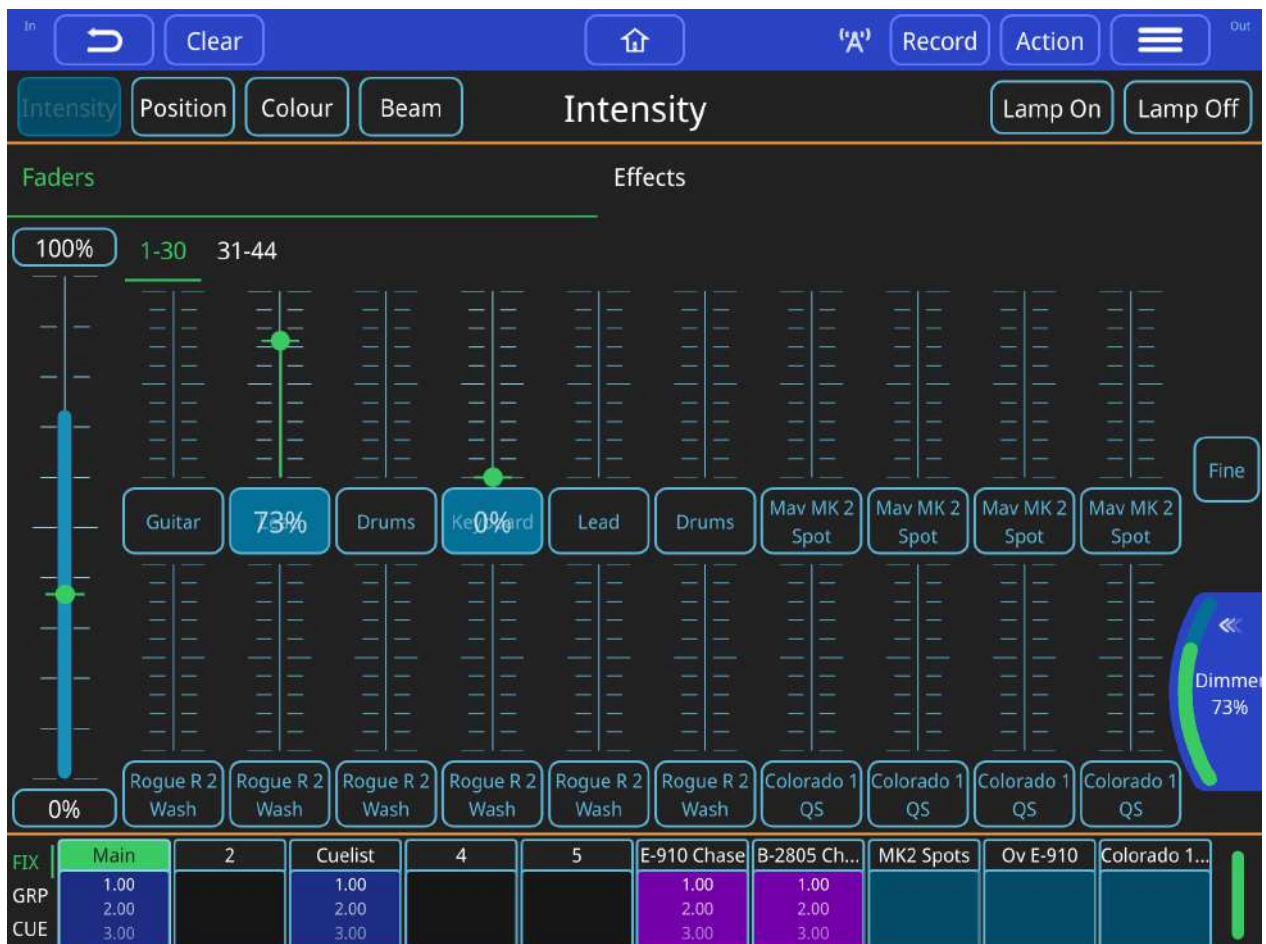 In
Clear
('A')
Record
Action
Out
Intensity
Position
Colour
Beam
Intensity
Lamp On
Lamp Off
Faders
Effects
100%
1-30
31-44
Fine
Guitar
73%
Drums
Keyboard
0%
Lead
Drums
Mav MK 2
Spot
Mav MK 2
Spot
Mav MK 2
Spot
Mav MK 2
Spot
Dimmer
73%
Rogue R 2
Wash
Rogue R 2
Wash
Rogue R 2
Wash
Rogue R 2
Wash
Rogue R 2
Wash
Rogue R 2
Wash
Colorado 1
QS
Colorado 1
QS
Colorado 1
QS
Colorado 1
QS
0%
FIX
GRP
CUE
Main
1.00
2.00
3.00
2
Cuelist
1.00
2.00
3.00
4
5
E-910 Chase
1.00
2.00
3.00
B-2805 Ch...
1.00
2.00
3.00
MK2 Spots
Ov E-910
Colorado 1...